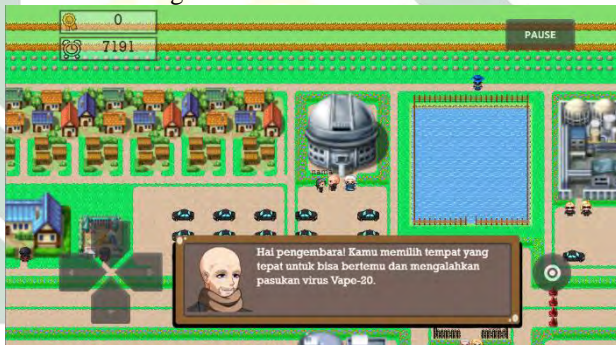 0
7191
PAUSE
nama
Hai pengembara! Kamu memilih tempat yang
tepat untuk bisa bertemu dan mengalahkan
pasukan virus Vape-20.